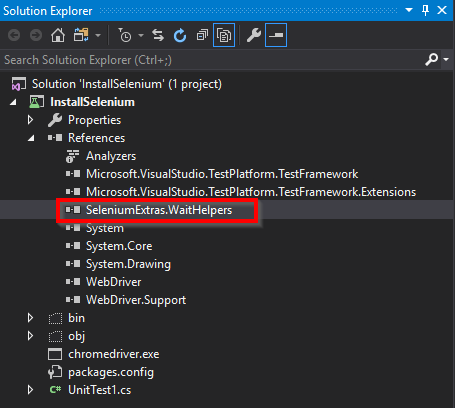 Solution Explorer
Search Solution Explorer (Ctrl+;)
Solution 'InstallSelenium' (1 project)
InstallSelenium
Properties
References
Analyzers
Microsoft.VisualStudio.TestPlatform.TestFramework
Microsoft.VisualStudio.TestPlatform.TestFramework.Extensions
SeleniumExtras.WaitHelpers
System
System.Core
System.Drawing
WebDriver
WebDriver.Support
bin
obj
chromedriver.exe
packages.config
UnitTest1.cs